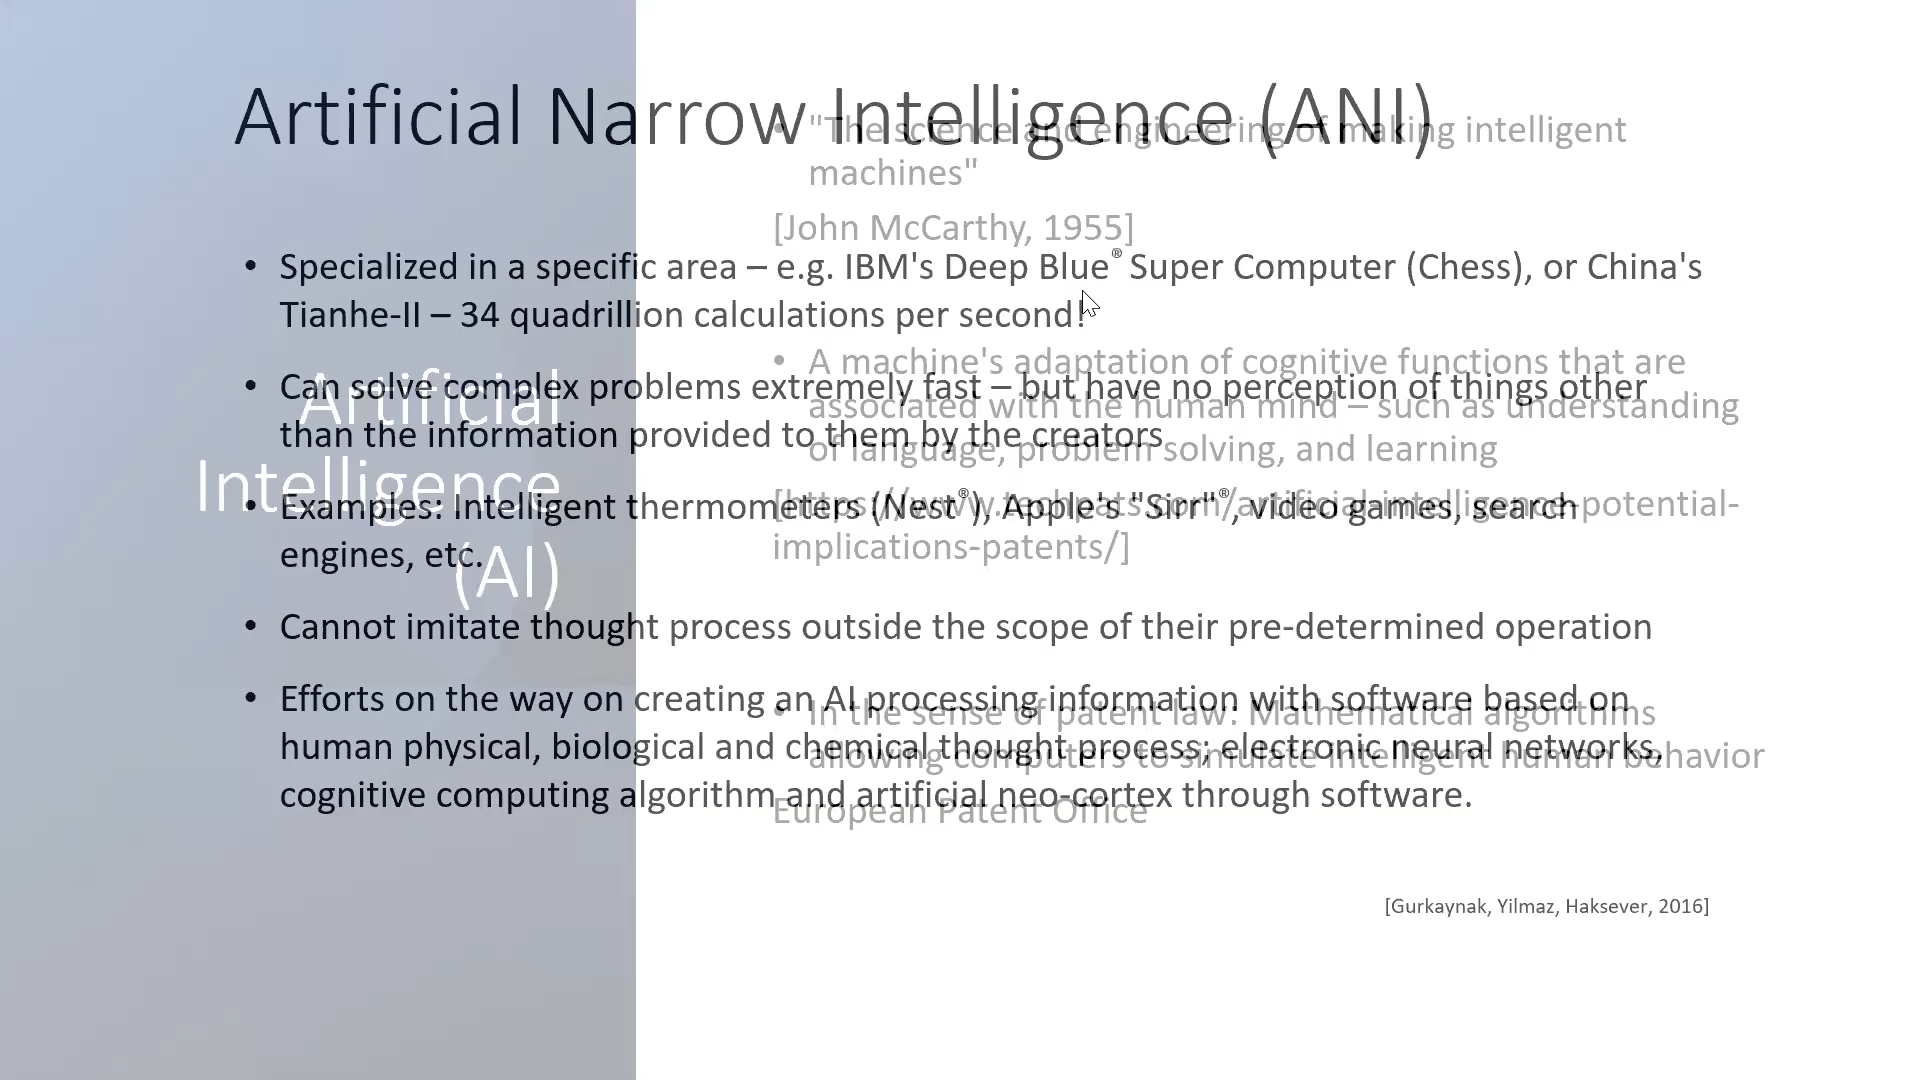 Artificial Narrow Intelligence (ANI)
• Specialized in a specific area – e.g. IBM's Deep Blue® Super Computer (Chess), or China's
Tianhe-II – 34 quadrillion calculations per second!
• Can solve complex problems extremely fast – but have no perception of things other
than the information provided to them by the creators
• Examples: Intelligent thermometers (Nest®), Apple's "Sirr"®, video games, search
engines, etc.
• Cannot imitate thought process outside the scope of their pre-determined operation
• Efforts on the way on creating an AI processing information with software based on
human physical, biological and chemical thought process; electronic neural networks,
cognitive computing algorithm and artificial neo-cortex through software.
[Gurkaynak, Yilmaz, Haksever, 2016]
Artificial
Intelligence
(AI)
• "The science and engineering of making intelligent
machines"
[John McCarthy, 1955]
• A machine's adaptation of cognitive functions that are
associated with the human mind – such as understanding
of language, problem solving, and learning
[https://www.techpats.com/artificial-intelligence-potential-
implications-patents/]
• In the sense of patent law: Mathematical algorithms
allowing computers to simulate intelligent human behavior
European Patent Office